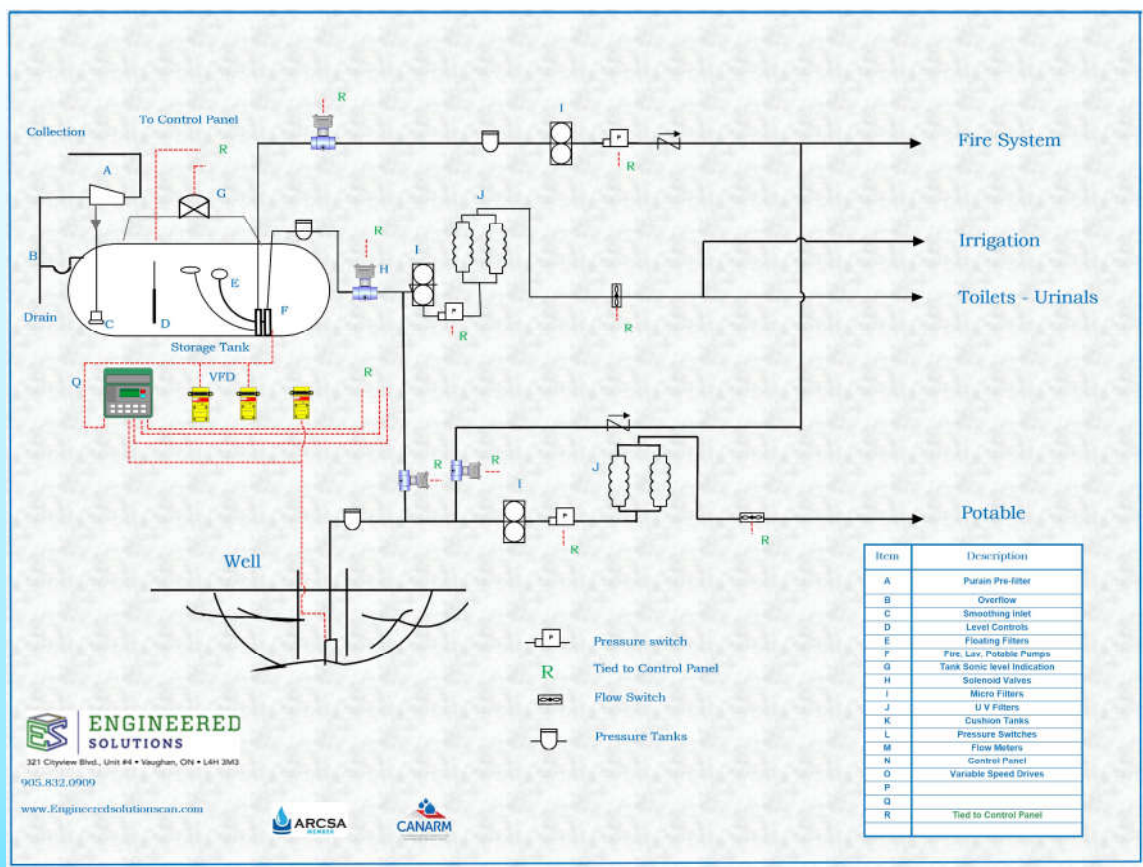 R
To Control Panel
I
Collection
R
P
Fire System
A
R
G
J
R
B
I
H
Irrigation
E
F
P
Toilets - Urinals
Drain
C
D
R
R
Storage Tank
Q
VFD
R
J
R
R
I
P
Potable
R
R
Well
P
Pressure switch
R
Tied to Control Panel
Flow Switch
Pressure Tanks
Item Description
A Purain Pre-filter
B Overflow
C Smoothing Inlet
D Level Controls
E Floating Filters
F Fire, Lav, Potable Pumps
G Tank Sonic level Indication
H Solenoid Valves
I Micro Filters
J U V Filters
K Cushion Tanks
L Pressure Switches
M Flow Meters
N Control Panel
O Variable Speed Drives
P
Q
R Tied to Control Panel
ES ENGINEERED
SOLUTIONS
321 Cityview Blvd., Unit #4 • Vaughan, ON • L4H 3M3
905.832.0909
www.Engineeredsolutionscan.com
ARCSA
MEMBER
CANARM